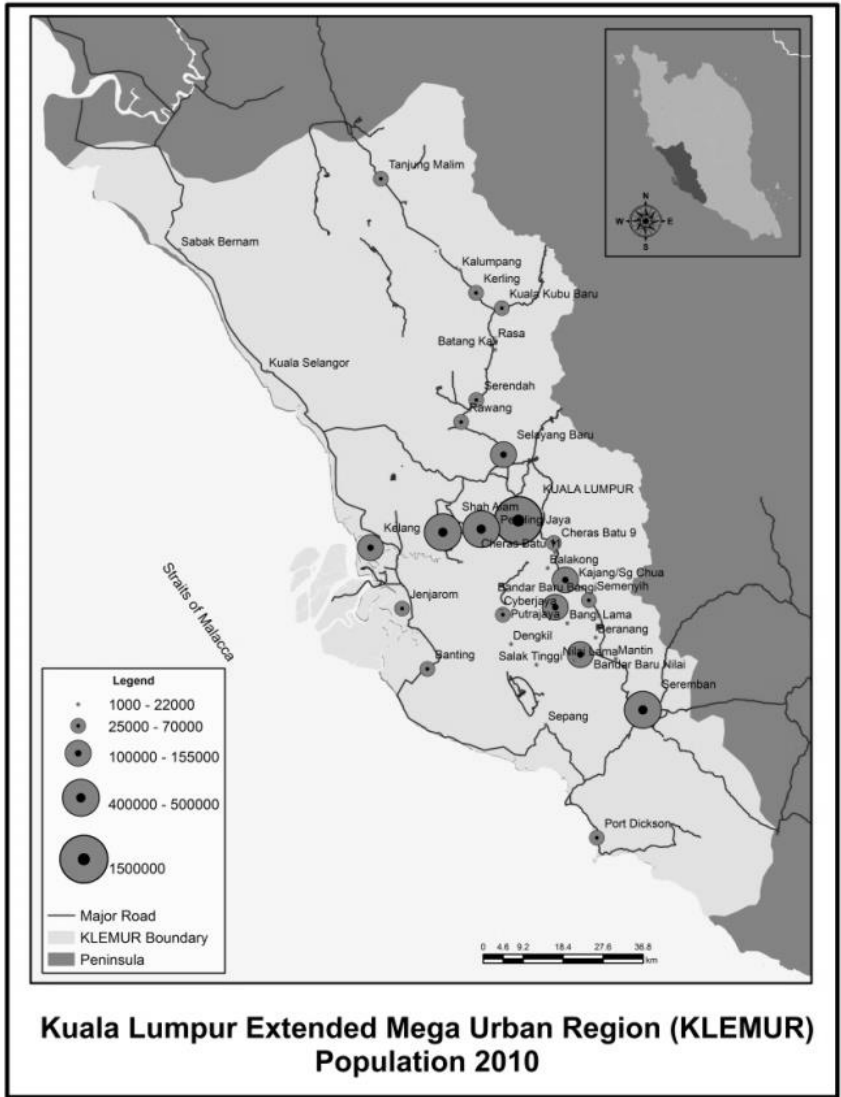 N
W E
S
Tanjung Malim
Sabak Bernam
Kalumpang
Kerling
Kuala Kubu Baru
Rasa
Batang Kali
Kuala Selangor
Serendah
Rawang
Selayang Baru
KUALA LUMPUR
Shah Alam
Petaling Jaya
Kelang
Cheras Batu 11
Cheras Batu 9
Balakong
Kajang/Sg Chua
Bandar Baru Bangi
Semenyih
Cyberjaya
Jenjarom
Putrajaya
Bangi Lama
Beranang
Dengkil
Nilai Lama
Mantin
Salak Tinggi
Bandar Baru Nilai
Banting
Seremban
Sepang
Port Dickson
Straits of Malacca
Legend
1000 - 22000
25000 - 70000
100000 - 155000
400000 - 500000
1500000
Major Road
KLEMUR Boundary
Peninsula
0 4.6 9.2 18.4 27.6 36.8
km
Kuala Lumpur Extended Mega Urban Region (KLEMUR)
Population 2010